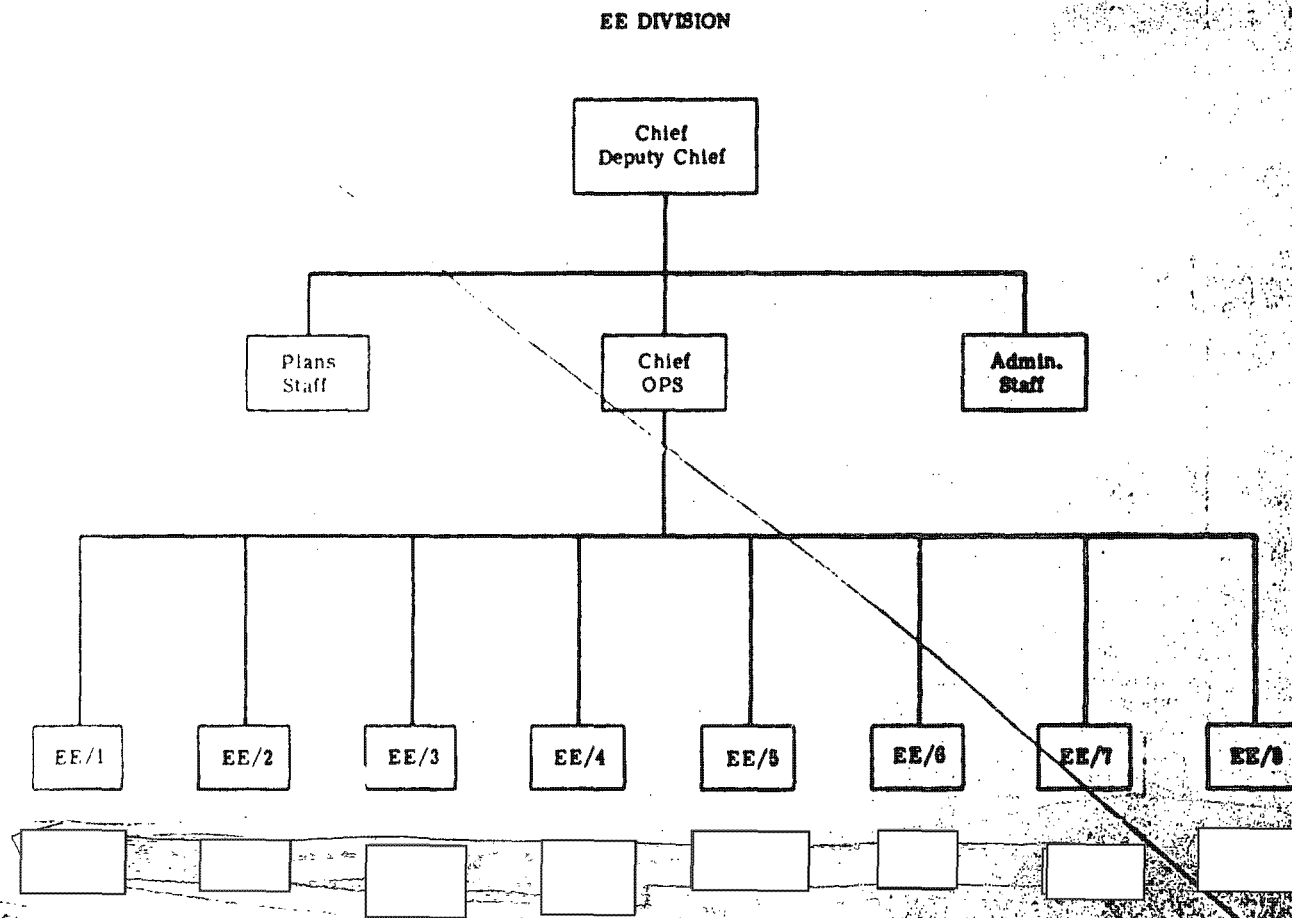 EE DIVISION
Chief
Deputy Chief
Plans
Staff
Chief
OPS
Admin.
Staff
EE/1
EE/2
EE/3
EE/4
EE/5
EE/6
EE/7
EE/8